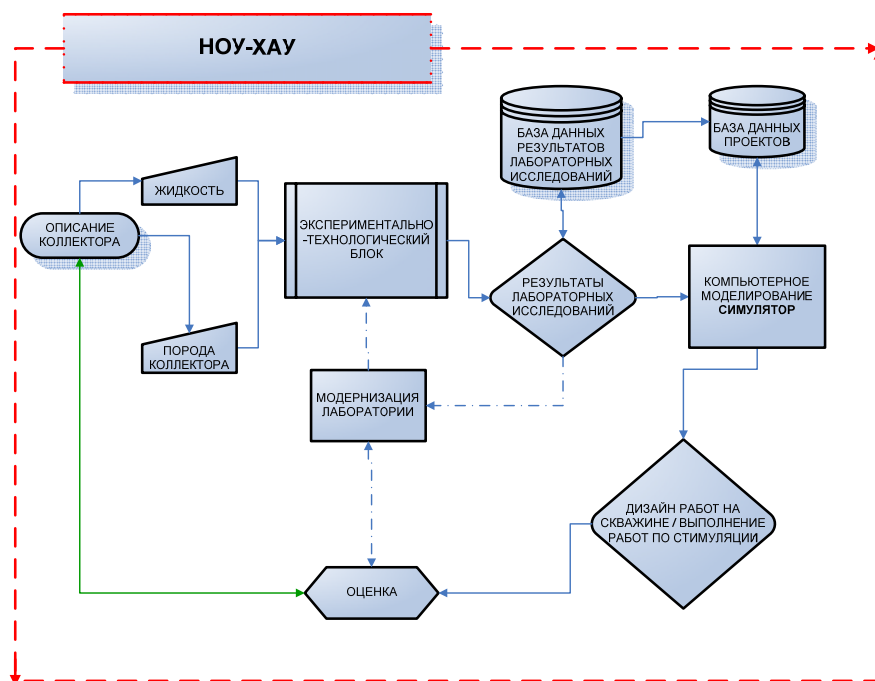 НОУ-ХАУ
БАЗА ДАННЫХ
РЕЗУЛЬТАТОВ
ЛАБОРАТОРНЫХ
ИССЛЕДОВАНИЙ
БАЗА ДАННЫХ
ПРОЕКТОВ
ЖИДКОСТЬ
ОПИСАНИЕ
КОЛЛЕКТОРА
ЭКСПЕРИМЕНТАЛЬНО
-ТЕХНОЛОГИЧЕСКИЙ
БЛОК
РЕЗУЛЬТАТЫ
ЛАБОРАТОРНЫХ
ИССЛЕДОВАНИЙ
КОМПЬЮТЕРНОЕ
МОДЕЛИРОВАНИЕ
СИМУЛЯТОР
ПОРОДА
КОЛЛЕКТОРА
МОДЕРНИЗАЦИЯ
ЛАБОРАТОРИИ
ДИЗАЙН РАБОТ НА
СКВАЖИНЕ / ВЫПОЛНЕНИЕ
РАБОТ ПО СТИМУЛЯЦИИ
ОЦЕНКА